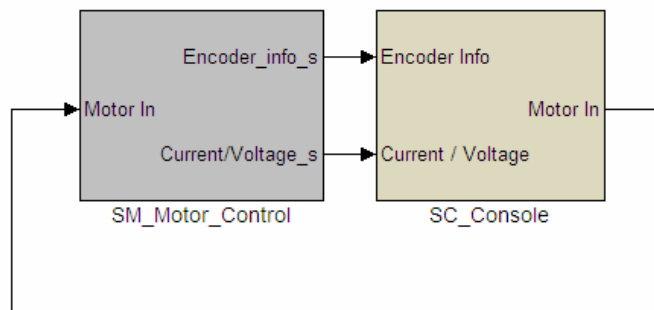 Encoder_info_s
Encoder Info
Motor In
Motor In
Current/Voltage_s
Current / Voltage
SM_Motor_Control
SC_Console